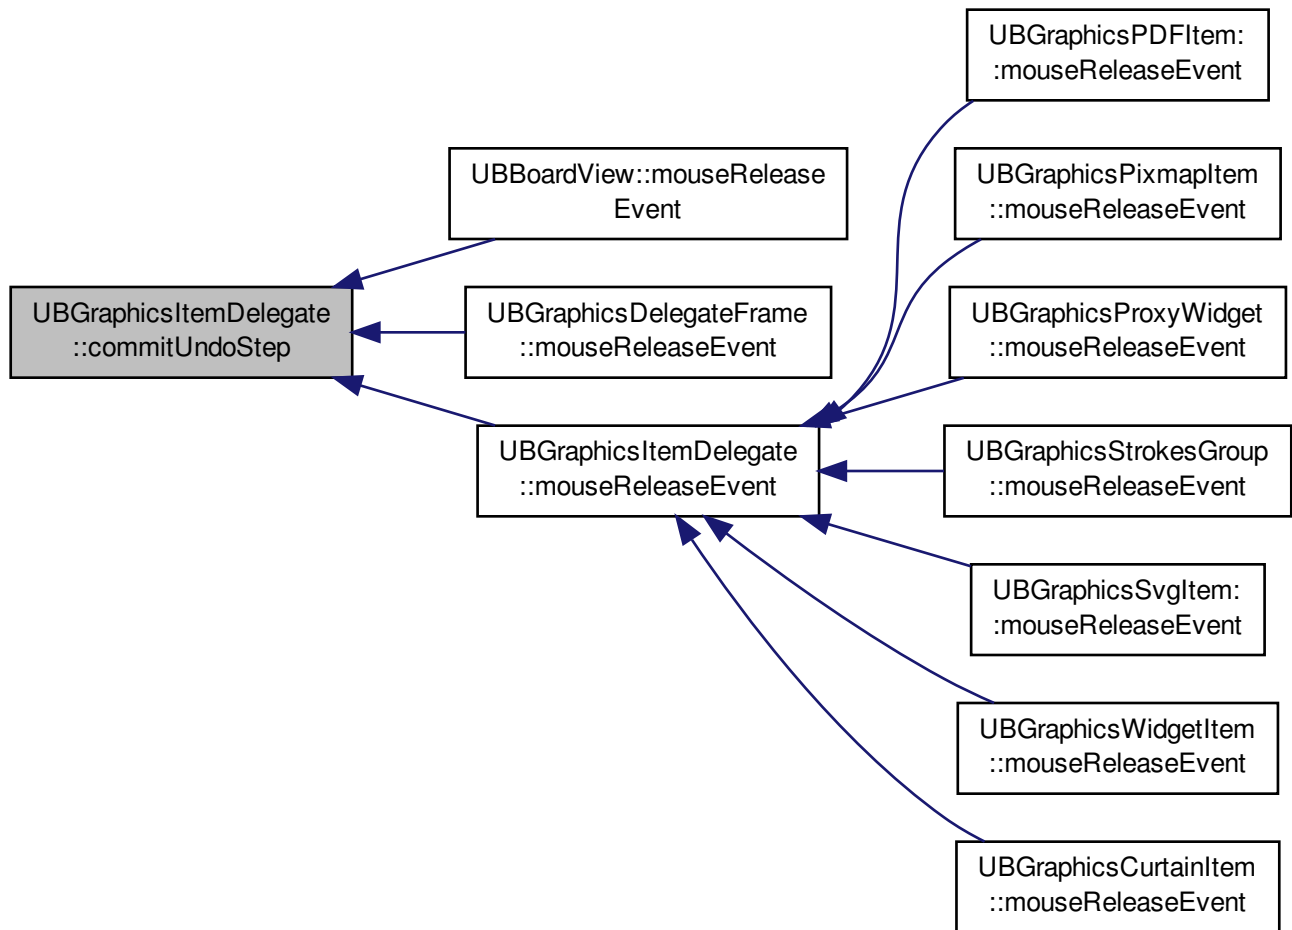 UBGraphicsPDFItem:
:mouseReleaseEvent
UBBoardView::mouseRelease
Event
UBGraphicsPixmapItem
::mouseReleaseEvent
UBGraphicsItemDelegate
::commitUndoStep
UBGraphicsDelegateFrame
::mouseReleaseEvent
UBGraphicsProxyWidget
::mouseReleaseEvent
UBGraphicsItemDelegate
::mouseReleaseEvent
UBGraphicsStrokesGroup
::mouseReleaseEvent
UBGraphicsSvgItem:
:mouseReleaseEvent
UBGraphicsWidgetItem
::mouseReleaseEvent
UBGraphicsCurtainItem
::mouseReleaseEvent